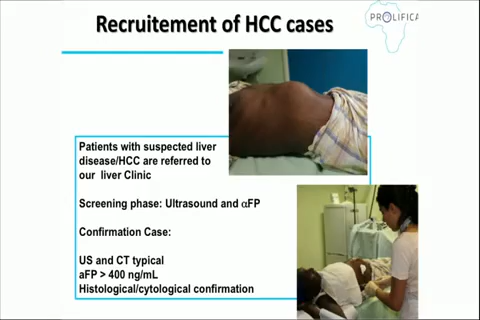 Recruitement of HCC cases
PROLIFICA
Patients with suspected liver
disease/HCC are referred to
our liver Clinic
Screening phase: Ultrasound and αFP
Confirmation Case:
US and CT typical
aFP > 400 ng/mL
Histological/cytological confirmation